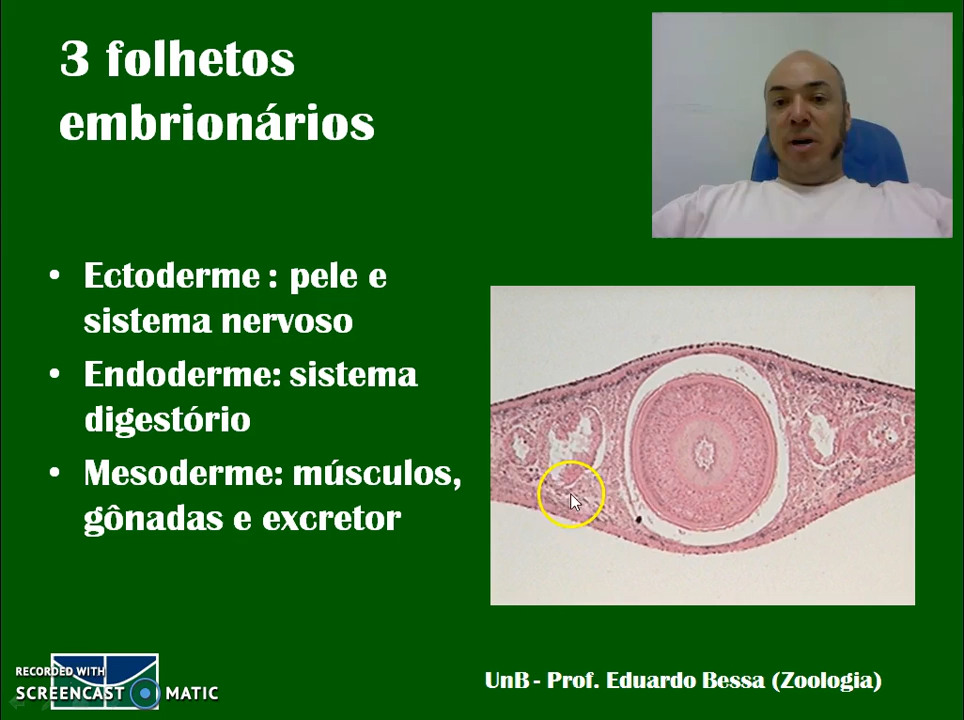 3 folhetos
embrionários
• Ectoderme : pele e
sistema nervoso
• Endoderme: sistema
digestório
• Mesoderme: músculos,
gônadas e excretor
RECORDED WITH
SCREENCAST MATIC
UnB - Prof. Eduardo Bessa (Zoologia)